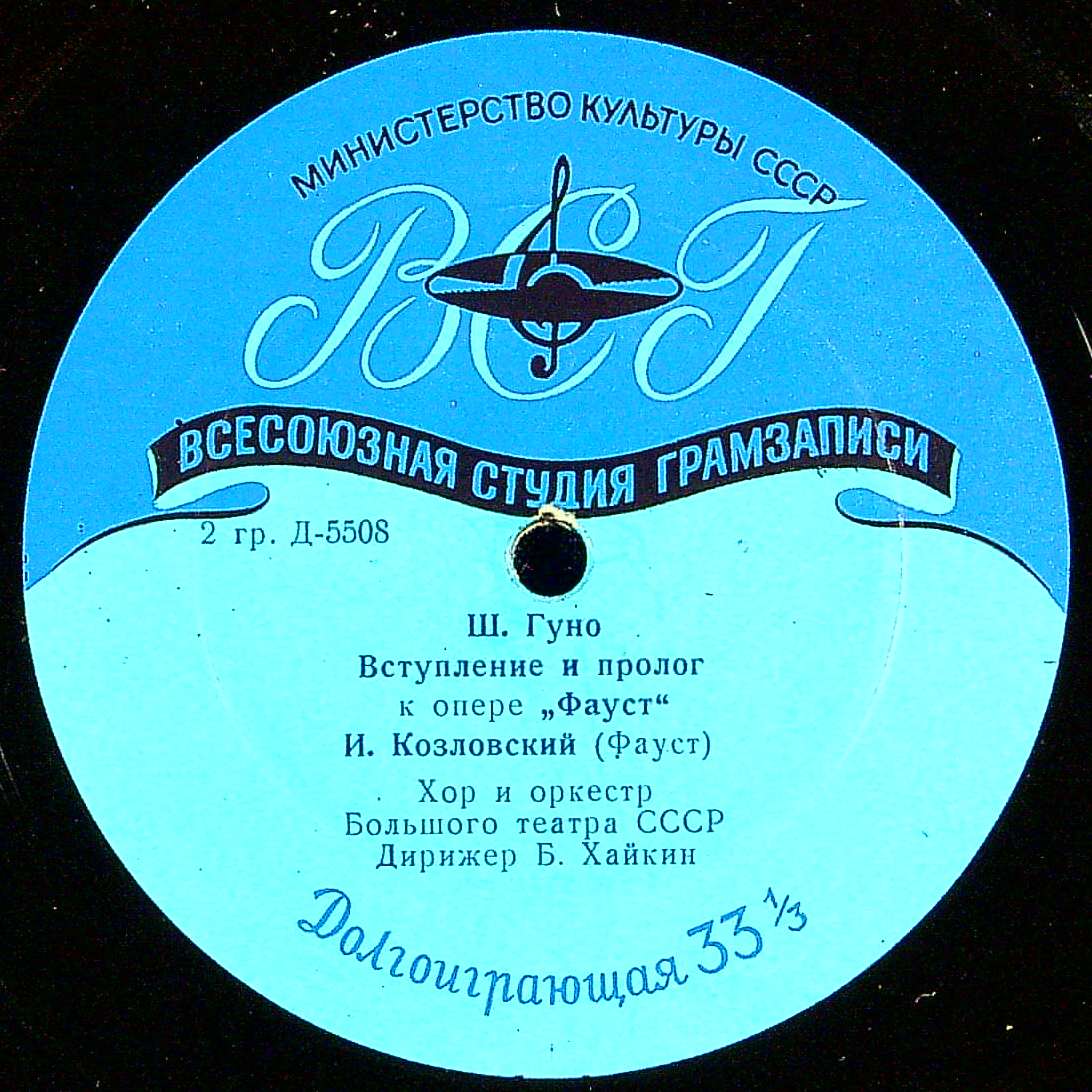 МИНИСТЕРСТВО КУЛЬТУРЫ СССР
ВСГ
ВСЕСОЮЗНАЯ СТУДИЯ ГРАМЗАПИСИ
2 гр. Д-5508
Ш. Гуно
Вступление и пролог
к опере „Фауст“
И. Козловский (Фауст)
Хор и оркестр
Большого театра СССР
Дирижер Б. Хайкин
Долгоиграющая 33 1/3